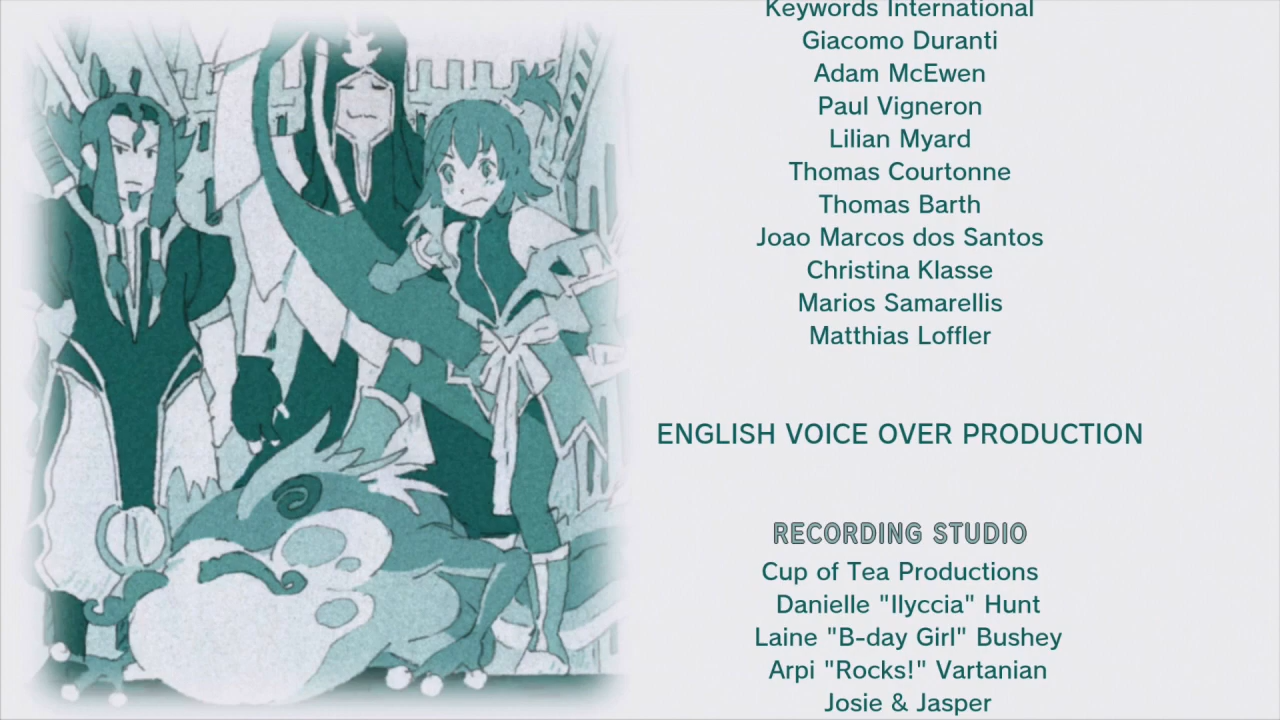 Keywords International
Giacomo Duranti
Adam McEwen
Paul Vigneron
Lilian Myard
Thomas Courtonne
Thomas Barth
Joao Marcos dos Santos
Christina Klasse
Marios Samarellis
Matthias Loffler
ENGLISH VOICE OVER PRODUCTION
RECORDING STUDIO
Cup of Tea Productions
Danielle "Ilyccia" Hunt
Laine "B-day Girl" Bushey
Arpi "Rocks!" Vartanian
Josie & Jasper